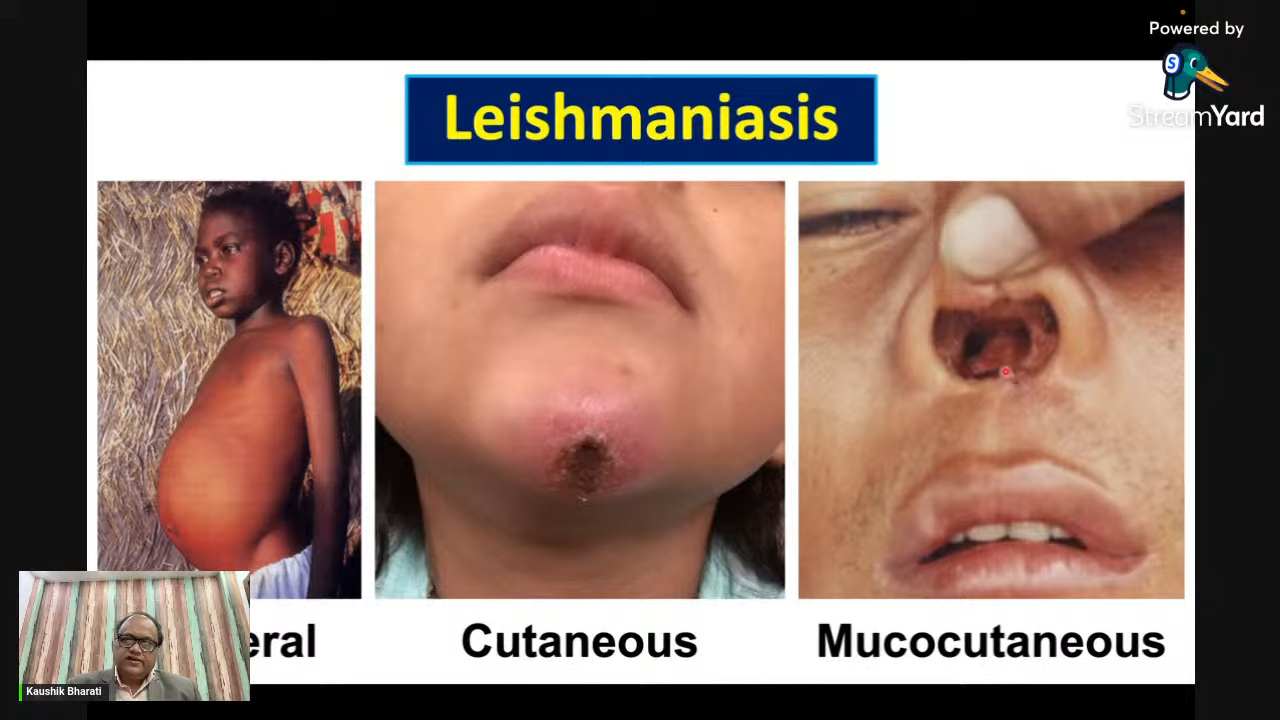 Powered by
StreamYard
Leishmaniasis
eral
Cutaneous
Mucocutaneous
Kaushik Bharati